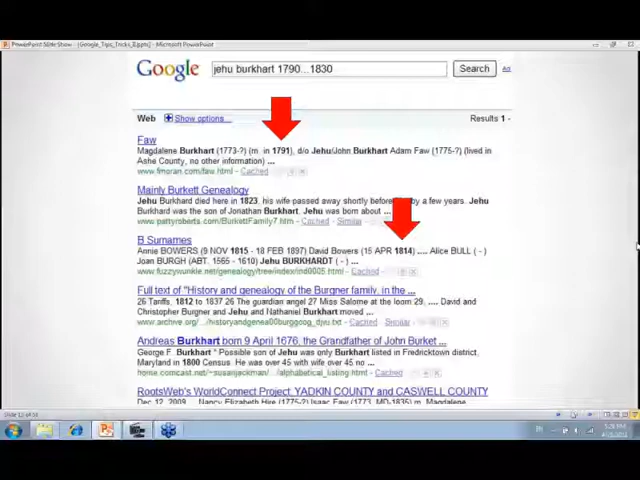 PowerPoint Slide Show - [Google_Tips_Tricks_2.pptx] - Microsoft PowerPoint
Google jehu burkhart 1790...1830 Search Ad
Web Show options... Results 1 -
Faw
Magdalene Burkhart (1773-?) (m. in 1791), d/o Jehu/John Burkhart Adam Faw (1775-?) (lived in
Ashe County, no other information) ...
www.fmoran.com/faw.html - Cached
Mainly Burkett Genealogy
Jehu Burkhart died here in 1823, his wife passed away shortly before by a few years. Jehu
Burkhard was the son of Jonathan Burkhart. Jehu was born about ...
www.pattyroberts.com/BurkettFamily7.htm - Cached - Similar
B Surnames
Annie BOWERS (9 NOV 1815 - 18 FEB 1897) David Bowers (15 APR 1814) .... Alice BULL ( - )
Joan BURGH (ABT. 1565 - 1610) Jehu BURKHARDT ( - ) ...
www.fuzzywunkle.net/genealogy/tree/index/ind0005.html - Cached
Full text of "History and genealogy of the Burgner family, in the ...
26 Tariffs, 1812 to 1837 26 The guardian angel 27 Miss Salome at the loom 29, .... David and
Christopher Burgner and Jehu and Nathaniel Burkhart moved to ...
www.archive.org/.../historyandgenea00burggoog_djvu.txt - Cached - Similar
Andreas Burkhart born 9 April 1676, the Grandfather of John Burket ...
George F. Burkhart * Possible son of Jehu was only Burkhart listed in Fredricktown district,
Maryland in 1800 Census. He was over 45 with wife over 45 no ...
home.comcast.net/~susanjackman/.../alphabetical_listing.html - Cached
RootsWeb's WorldConnect Project: YADKIN COUNTY and CASWELL COUNTY
Dec 12, 2009 ... Nancy Elizabeth Hire (1774-?) Isaac Faw (M). Magdalene